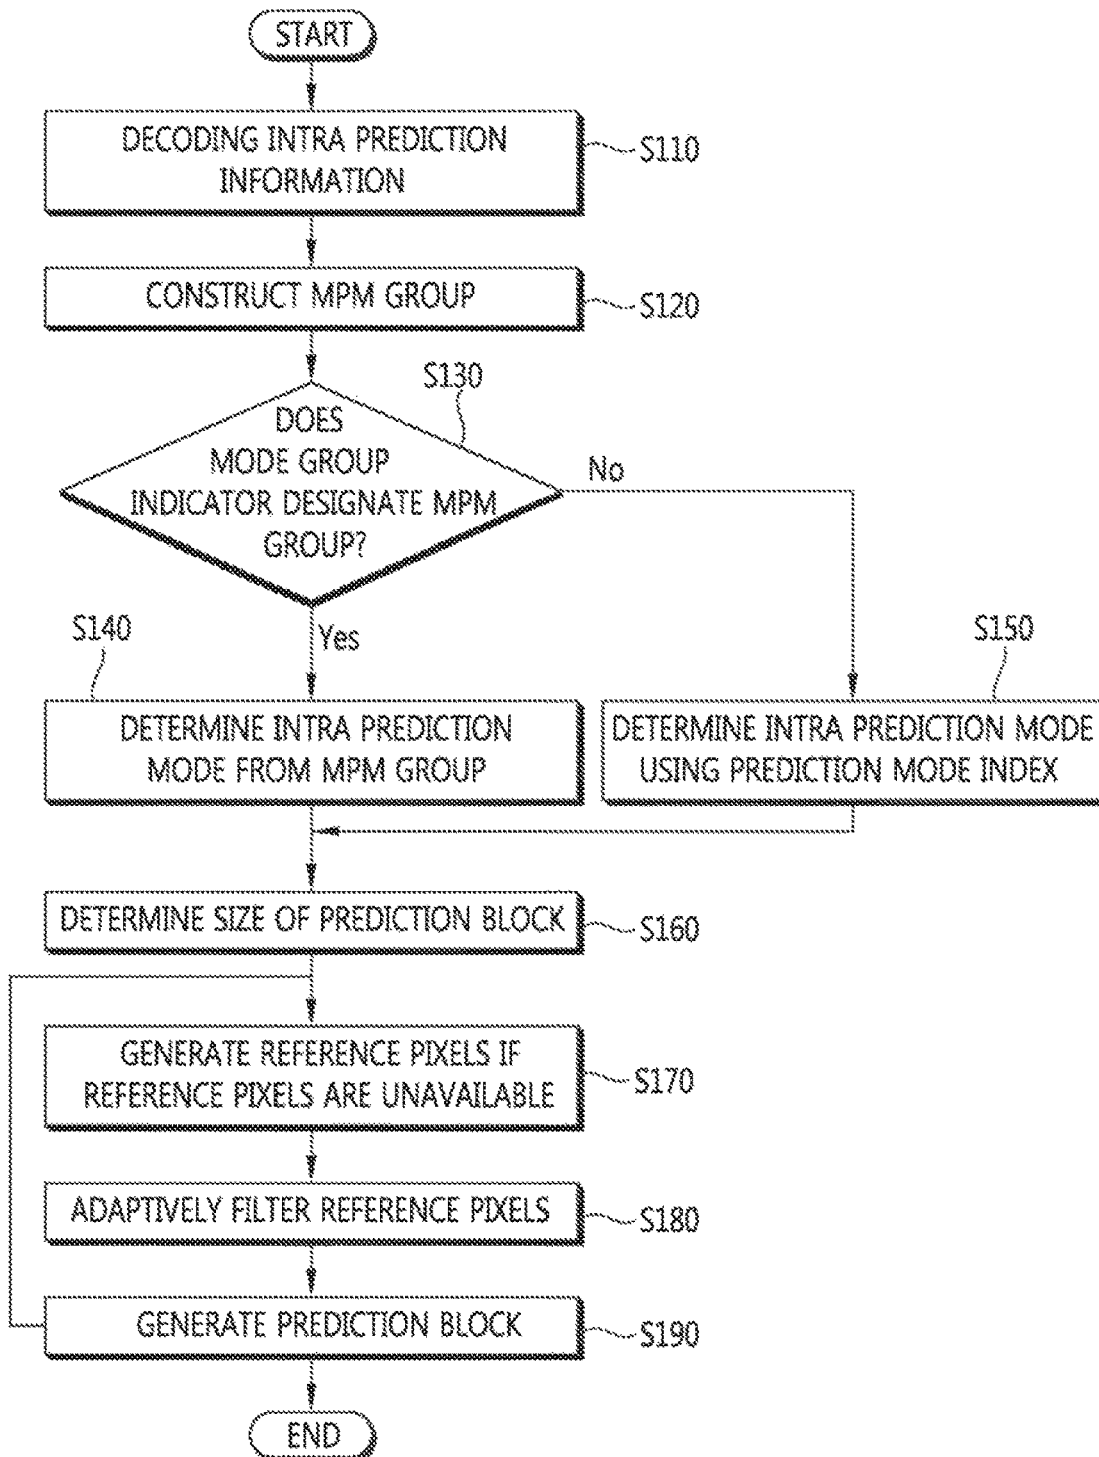 START
DECODING INTRA PREDICTION
INFORMATION
S110
CONSTRUCT MPM GROUP
S120
S130
DOES
MODE GROUP
INDICATOR DESIGNATE MPM
GROUP?
No
Yes
S140
DETERMINE INTRA PREDICTION
MODE FROM MPM GROUP
S150
DETERMINE INTRA PREDICTION MODE
USING PREDICTION MODE INDEX
DETERMINE SIZE OF PREDICTION BLOCK
S160
GENERATE REFERENCE PIXELS IF
REFERENCE PIXELS ARE UNAVAILABLE
S170
ADAPTIVELY FILTER REFERENCE PIXELS
S180
GENERATE PREDICTION BLOCK
S190
END